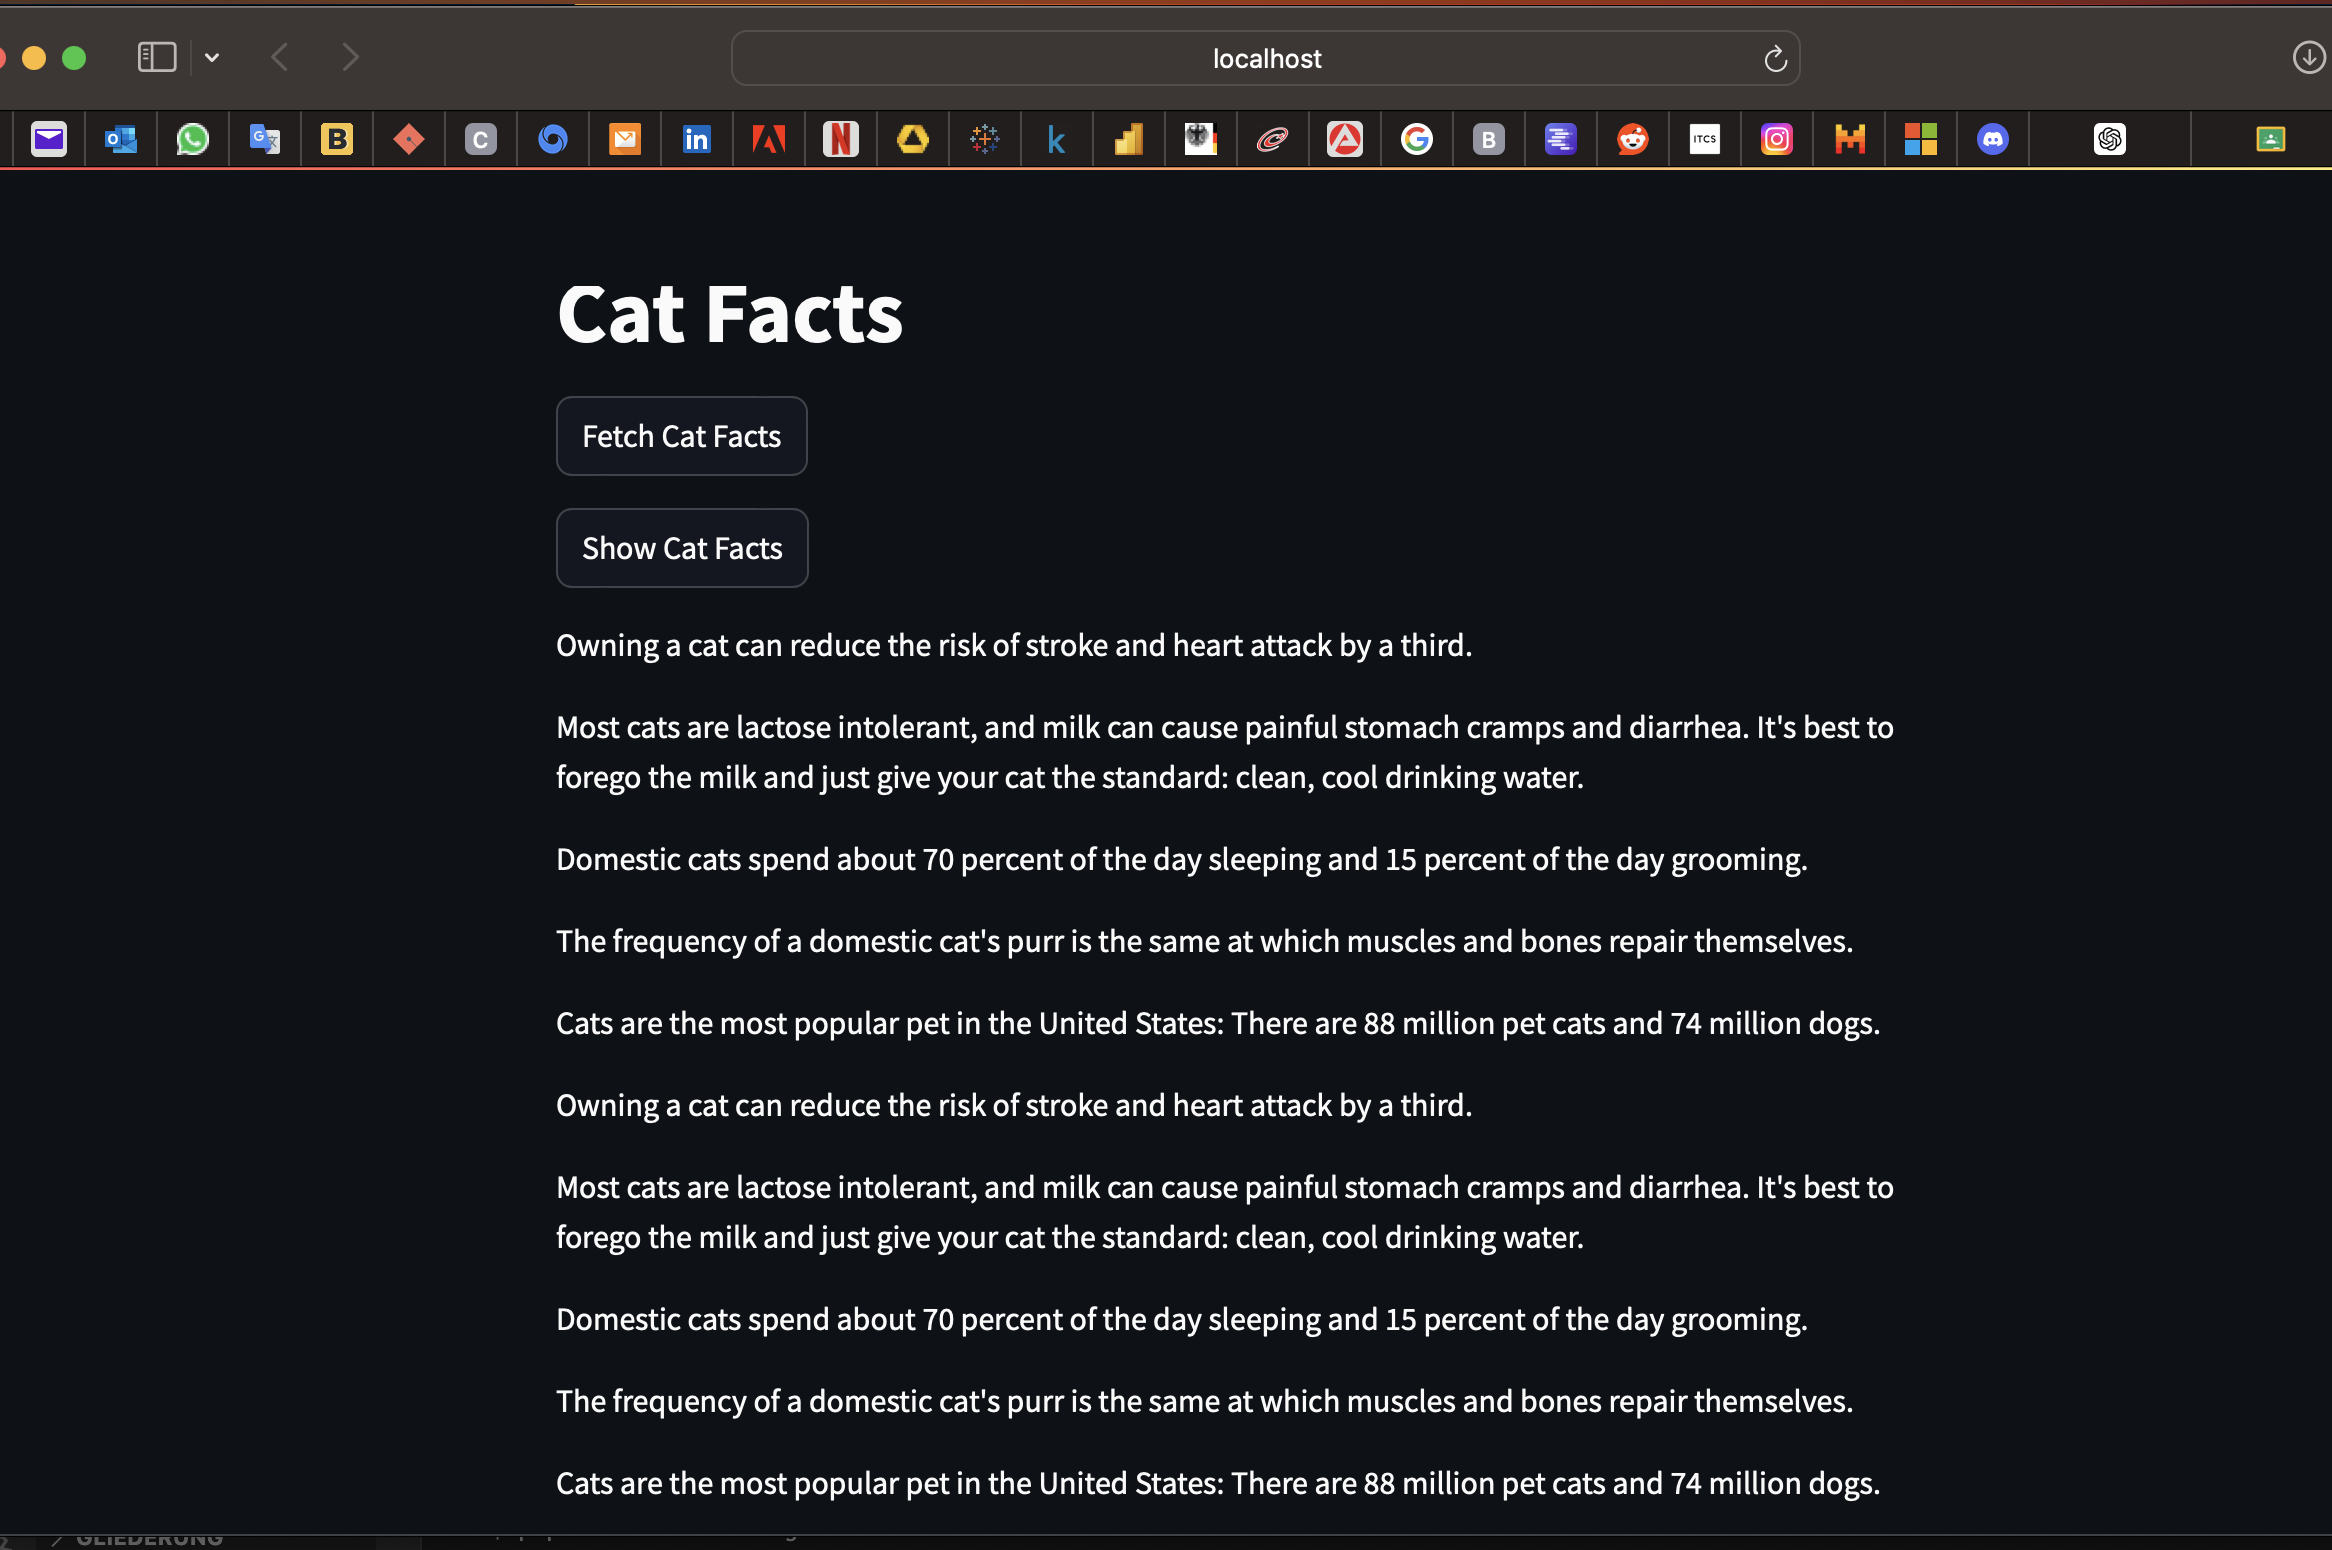 localhost
B
C
in
N
k
B
ITCS
Cat Facts
Fetch Cat Facts
Show Cat Facts
Owning a cat can reduce the risk of stroke and heart attack by a third.
Most cats are lactose intolerant, and milk can cause painful stomach cramps and diarrhea. It's best to
forego the milk and just give your cat the standard: clean, cool drinking water.
Domestic cats spend about 70 percent of the day sleeping and 15 percent of the day grooming.
The frequency of a domestic cat's purr is the same at which muscles and bones repair themselves.
Cats are the most popular pet in the United States: There are 88 million pet cats and 74 million dogs.
Owning a cat can reduce the risk of stroke and heart attack by a third.
Most cats are lactose intolerant, and milk can cause painful stomach cramps and diarrhea. It's best to
forego the milk and just give your cat the standard: clean, cool drinking water.
Domestic cats spend about 70 percent of the day sleeping and 15 percent of the day grooming.
The frequency of a domestic cat's purr is the same at which muscles and bones repair themselves.
Cats are the most popular pet in the United States: There are 88 million pet cats and 74 million dogs.
GLIEDERUNG